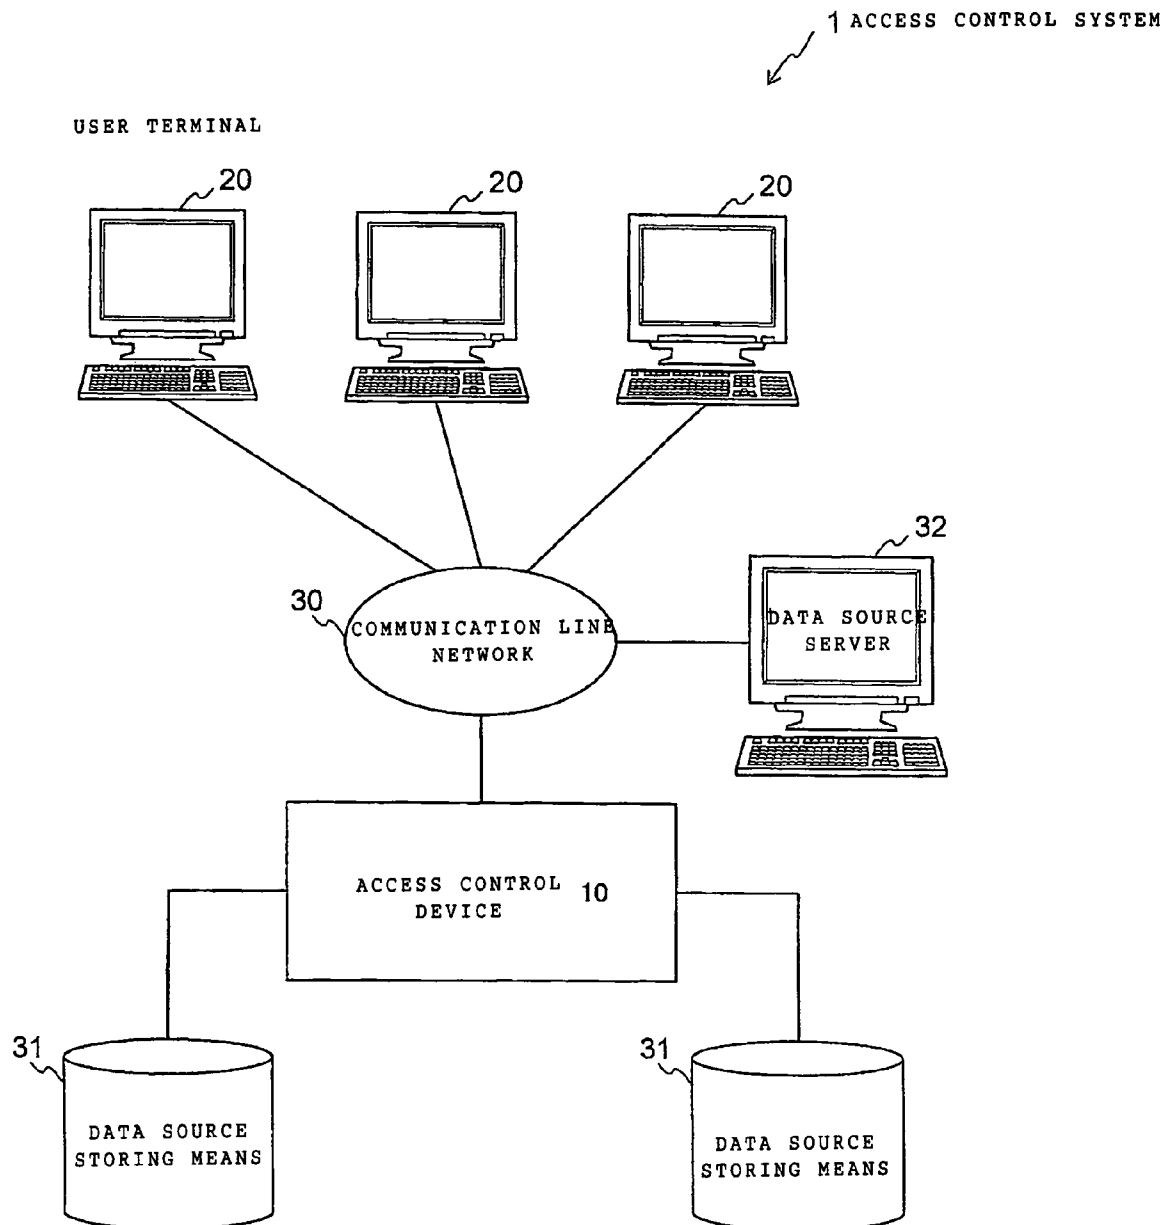 1 ACCESS CONTROL SYSTEM
USER TERMINAL
20
20
20
32
DATA SOURCE
SERVER
30
COMMUNICATION LINE
NETWORK
ACCESS CONTROL
DEVICE
10
31
DATA SOURCE
STORING MEANS
31
DATA SOURCE
STORING MEANS